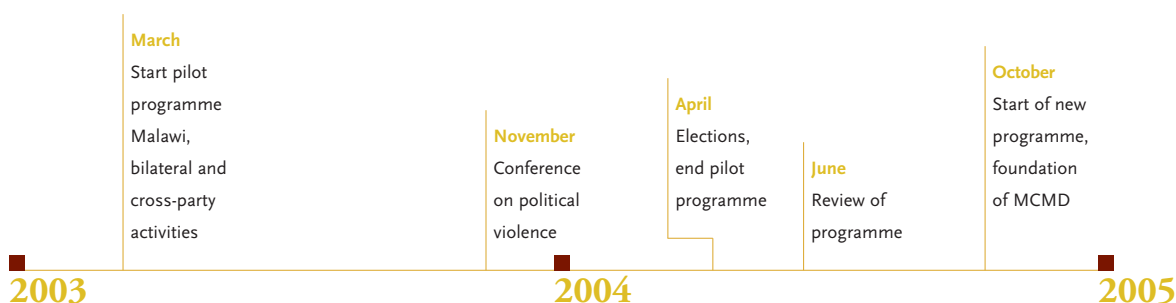 March
Start pilot
programme
Malawi,
bilateral and
cross-party
activities
November
Conference
on political
violence
April
Elections,
end pilot
programme
June
Review of
programme
October
Start of new
programme,
foundation
of MCMD
2003
2004
2005